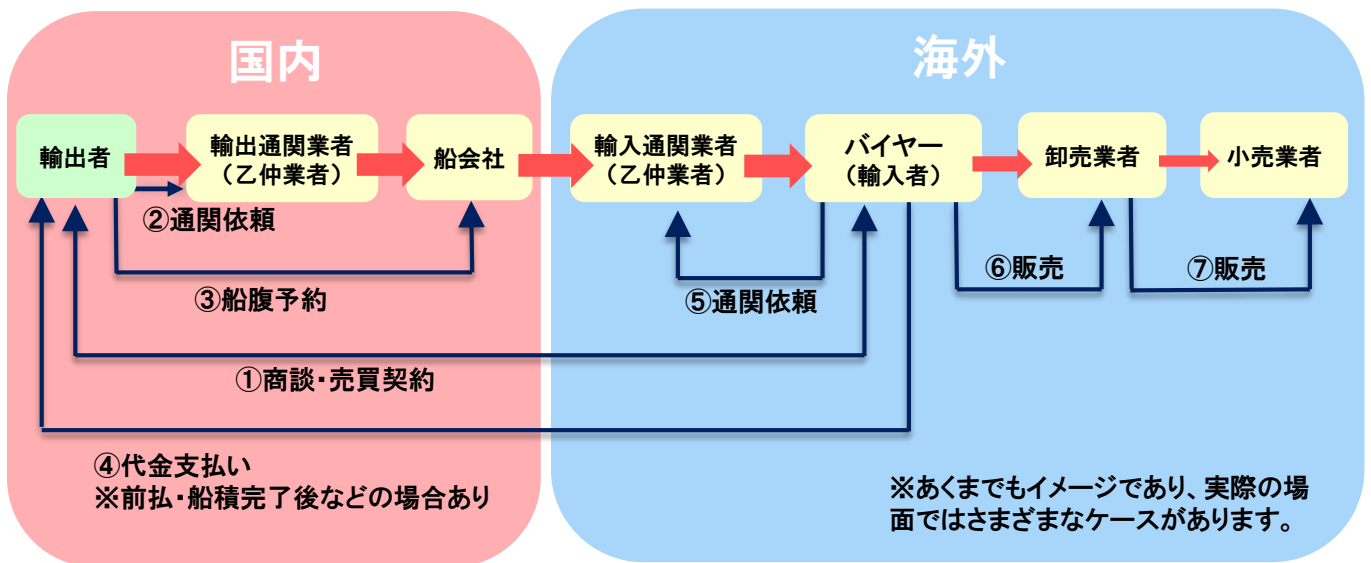 国内
海外
輸出者
輸出通関業者
（乙仲業者）
船会社
輸入通関業者
（乙仲業者）
バイヤー
（輸入者）
卸売業者
小売業者
②通関依頼
③船腹予約
⑤通関依頼
⑥販売
⑦販売
①商談・売買契約
④代金支払い
※前払・船積完了後などの場合あり
※あくまでもイメージであり、実際の場
面ではさまざまなケースがあります。